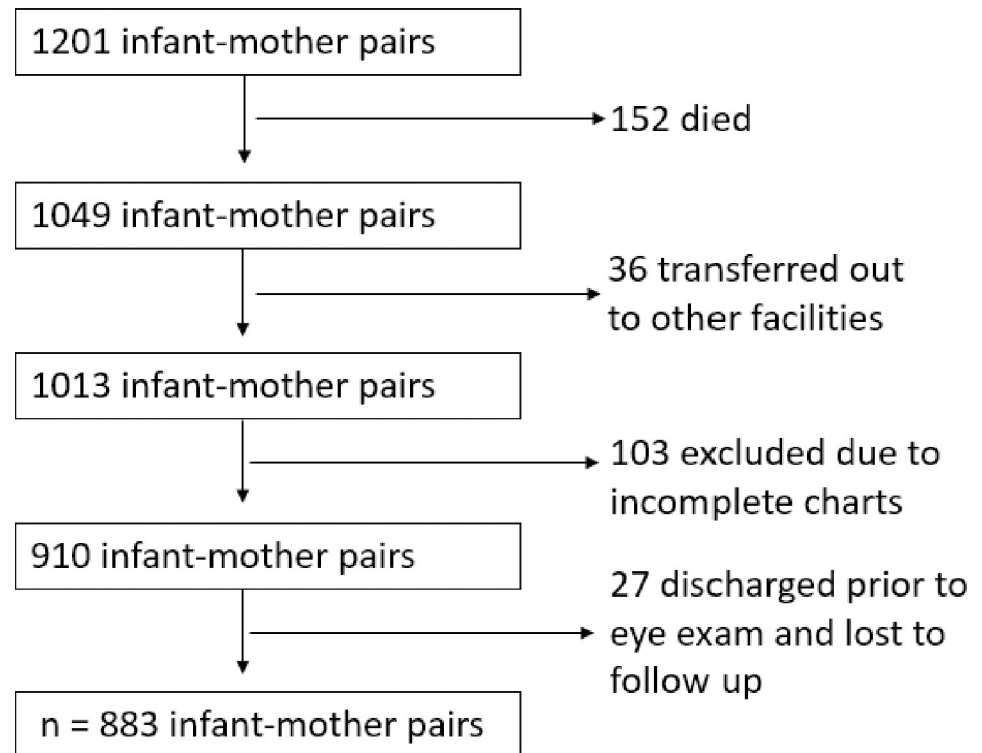 1201 infant-mother pairs
152 died
1049 infant-mother pairs
36 transferred out
to other facilities
1013 infant-mother pairs
103 excluded due to
incomplete charts
910 infant-mother pairs
27 discharged prior to
eye exam and lost to
follow up
n = 883 infant-mother pairs